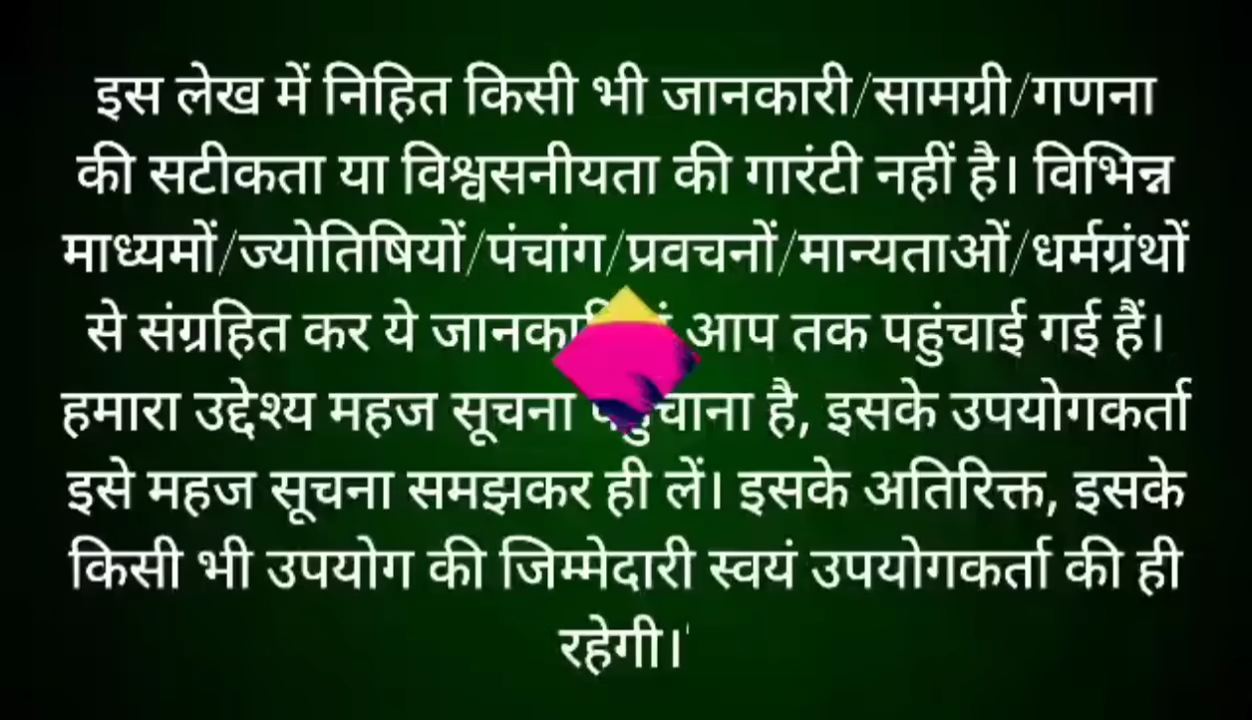 इस लेख में निहित किसी भी जानकारी/सामग्री/गणना
की सटीकता या विश्वसनीयता की गारंटी नहीं है। विभिन्न
माध्यमों/ज्योतिषियों/पंचांग/प्रवचनों/मान्यताओं/धर्मग्रंथों
से संग्रहित कर ये आप तक पहुंचाई गई हैं।
हमारा उद्देश्य महज सूचना है, इसके उपयोगकर्ता
इसे महज सूचना समझकर ही लें। इसके अतिरिक्त, इसके
किसी भी उपयोग की जिम्मेदारी स्वयं उपयोगकर्ता की ही
रहेगी।'